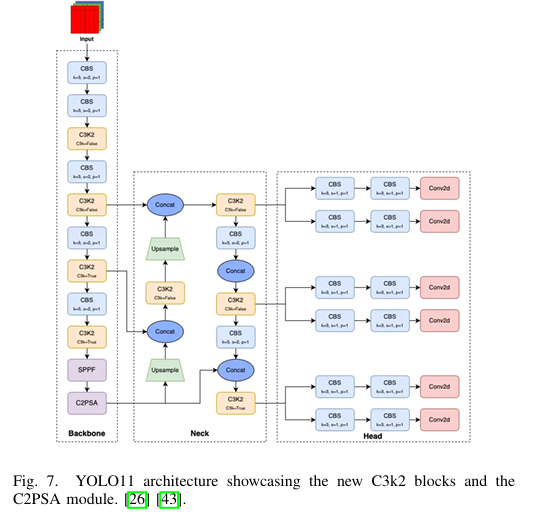 Input
CBS
k=3, s=2, p=1
CBS
k=3, s=2, p=1
C3K2
C3k=False
CBS
k=3, s=2, p=1
C3K2
C3k=False
CBS
k=3, s=2, p=1
C3K2
C3k=True
CBS
k=3, s=2, p=1
C3K2
C3k=True
SPPF
C2PSA
Backbone
Concat
Upsample
C3K2
C3k=False
Concat
Upsample
C3K2
C3k=False
CBS
k=3, s=2, p=1
Concat
C3K2
C3k=False
CBS
k=3, s=2, p=1
Concat
C3K2
C3k=True
Neck
CBS
k=3, s=1, p=1
CBS
k=3, s=1, p=1
Conv2d
CBS
k=3, s=1, p=1
CBS
k=3, s=1, p=1
Conv2d
CBS
k=3, s=1, p=1
CBS
k=3, s=1, p=1
Conv2d
CBS
k=3, s=1, p=1
CBS
k=3, s=1, p=1
Conv2d
CBS
k=3, s=1, p=1
CBS
k=3, s=1, p=1
Conv2d
CBS
k=3, s=1, p=1
CBS
k=3, s=1, p=1
Conv2d
Head
Fig. 7. YOLO11 architecture showcasing the new C3k2 blocks and the
C2PSA module. [26] [43].